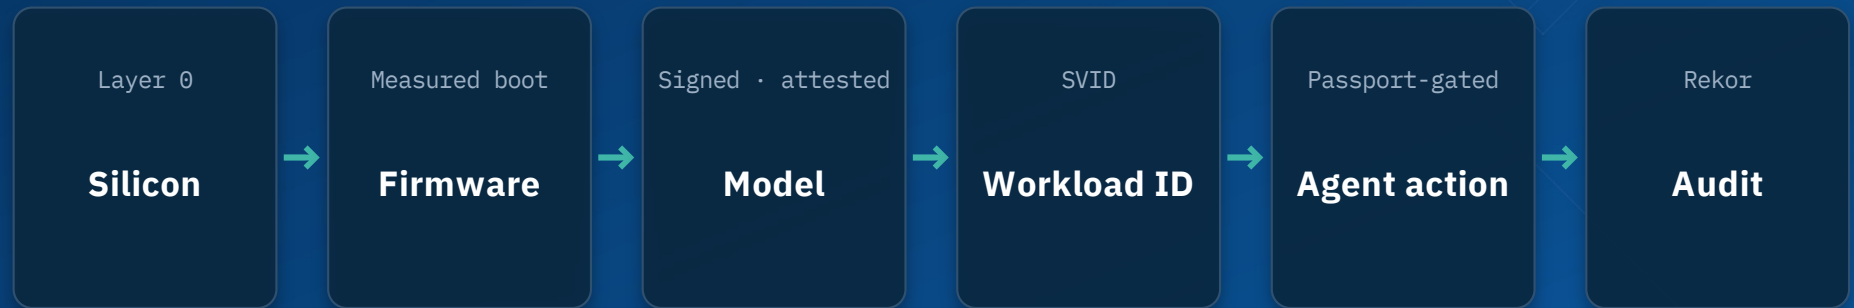 Layer 0
Silicon
Measured boot
Firmware
Signed · attested
Model
SVID
Workload ID
Passport-gated
Agent action
Rekor
Audit